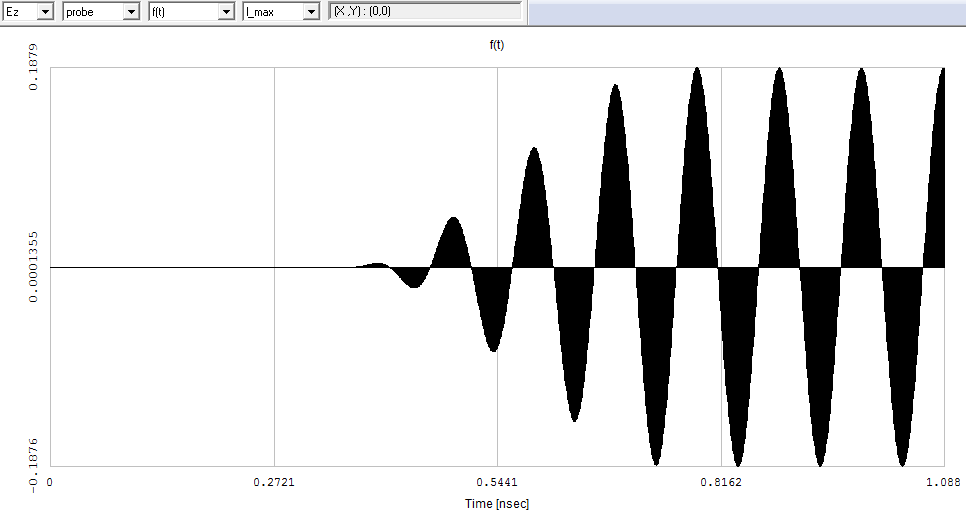 Ez probe f(t) I_max (X ,Y) : (0,0)
f(t)
0.1879
0.0001355
-0.1876
0 0.2721 0.5441 0.8162 1.088
Time [nsec]